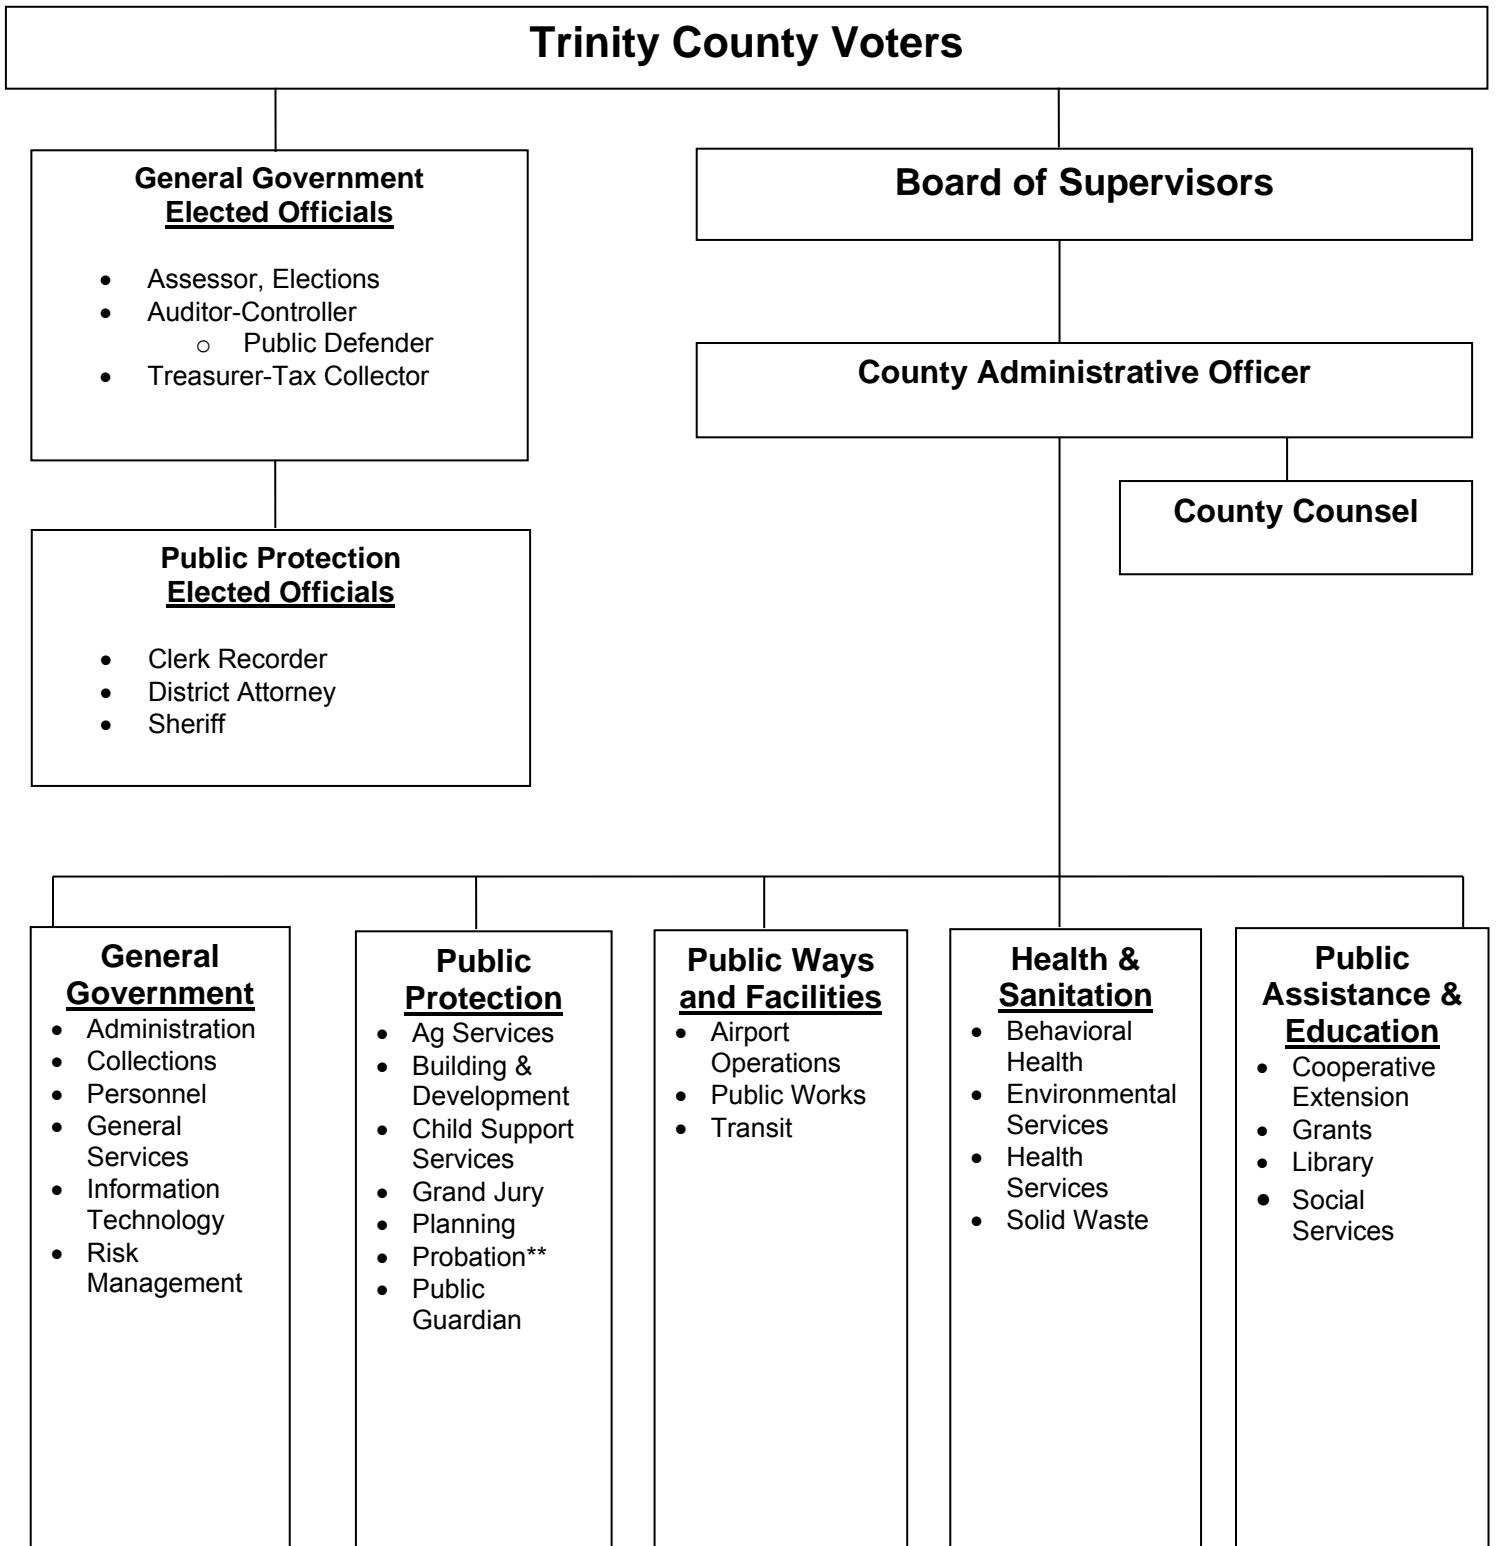 Trinity County Voters
General Government
Elected Officials
• Assessor, Elections
• Auditor-Controller
o Public Defender
• Treasurer-Tax Collector
Board of Supervisors
County Administrative Officer
County Counsel
Public Protection
Elected Officials
• Clerk Recorder
• District Attorney
• Sheriff
General
Government
• Administration
• Collections
• Personnel
• General
Services
• Information
Technology
• Risk
Management
Public
Protection
• Ag Services
• Building &
Development
• Child Support
Services
• Grand Jury
• Planning
• Probation**
• Public
Guardian
Public Ways
and Facilities
• Airport
Operations
• Public Works
• Transit
Health &
Sanitation
• Behavioral
Health
• Environmental
Services
• Health
Services
• Solid Waste
Public
Assistance &
Education
• Cooperative
Extension
• Grants
• Library
• Social
Services